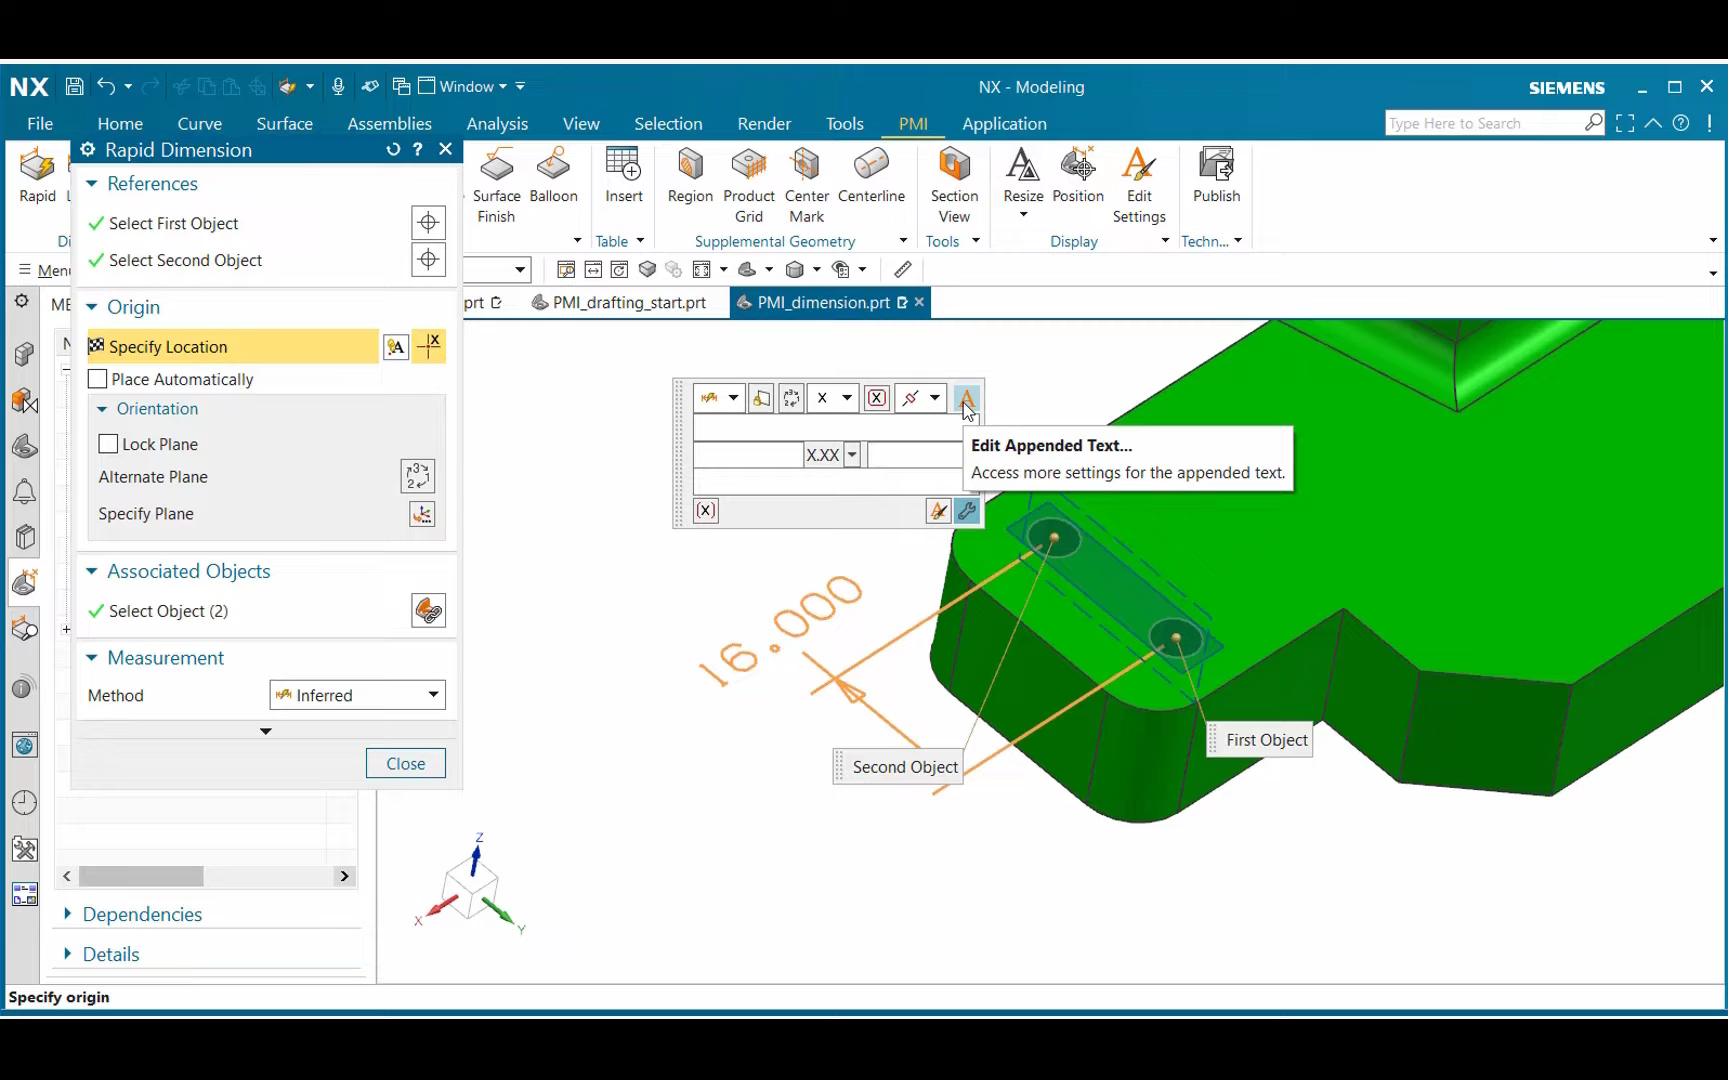 NX
Window
NX - Modeling
SIEMENS
File
Home
Curve
Surface
Assemblies
Analysis
View
Selection
Render
Tools
PMI
Application
Type Here to Search
Rapid Dimension
Rapid
Surface
Finish
Balloon
Insert
Region
Product
Grid
Center
Mark
Centerline
Section
View
Resize
Position
Edit
Settings
Publish
Table
Supplemental Geometry
Tools
Display
Techn...
Menu
prt
PMI_drafting_start.prt
PMI_dimension.prt
References
Select First Object
Select Second Object
Origin
Specify Location
Place Automatically
Orientation
Lock Plane
Alternate Plane
Specify Plane
Associated Objects
Select Object (2)
Measurement
Method
Inferred
Close
X
X.XX
(X)
Edit Appended Text...
Access more settings for the appended text.
16.000
First Object
Second Object
Z
X
Y
Dependencies
Details
Specify origin